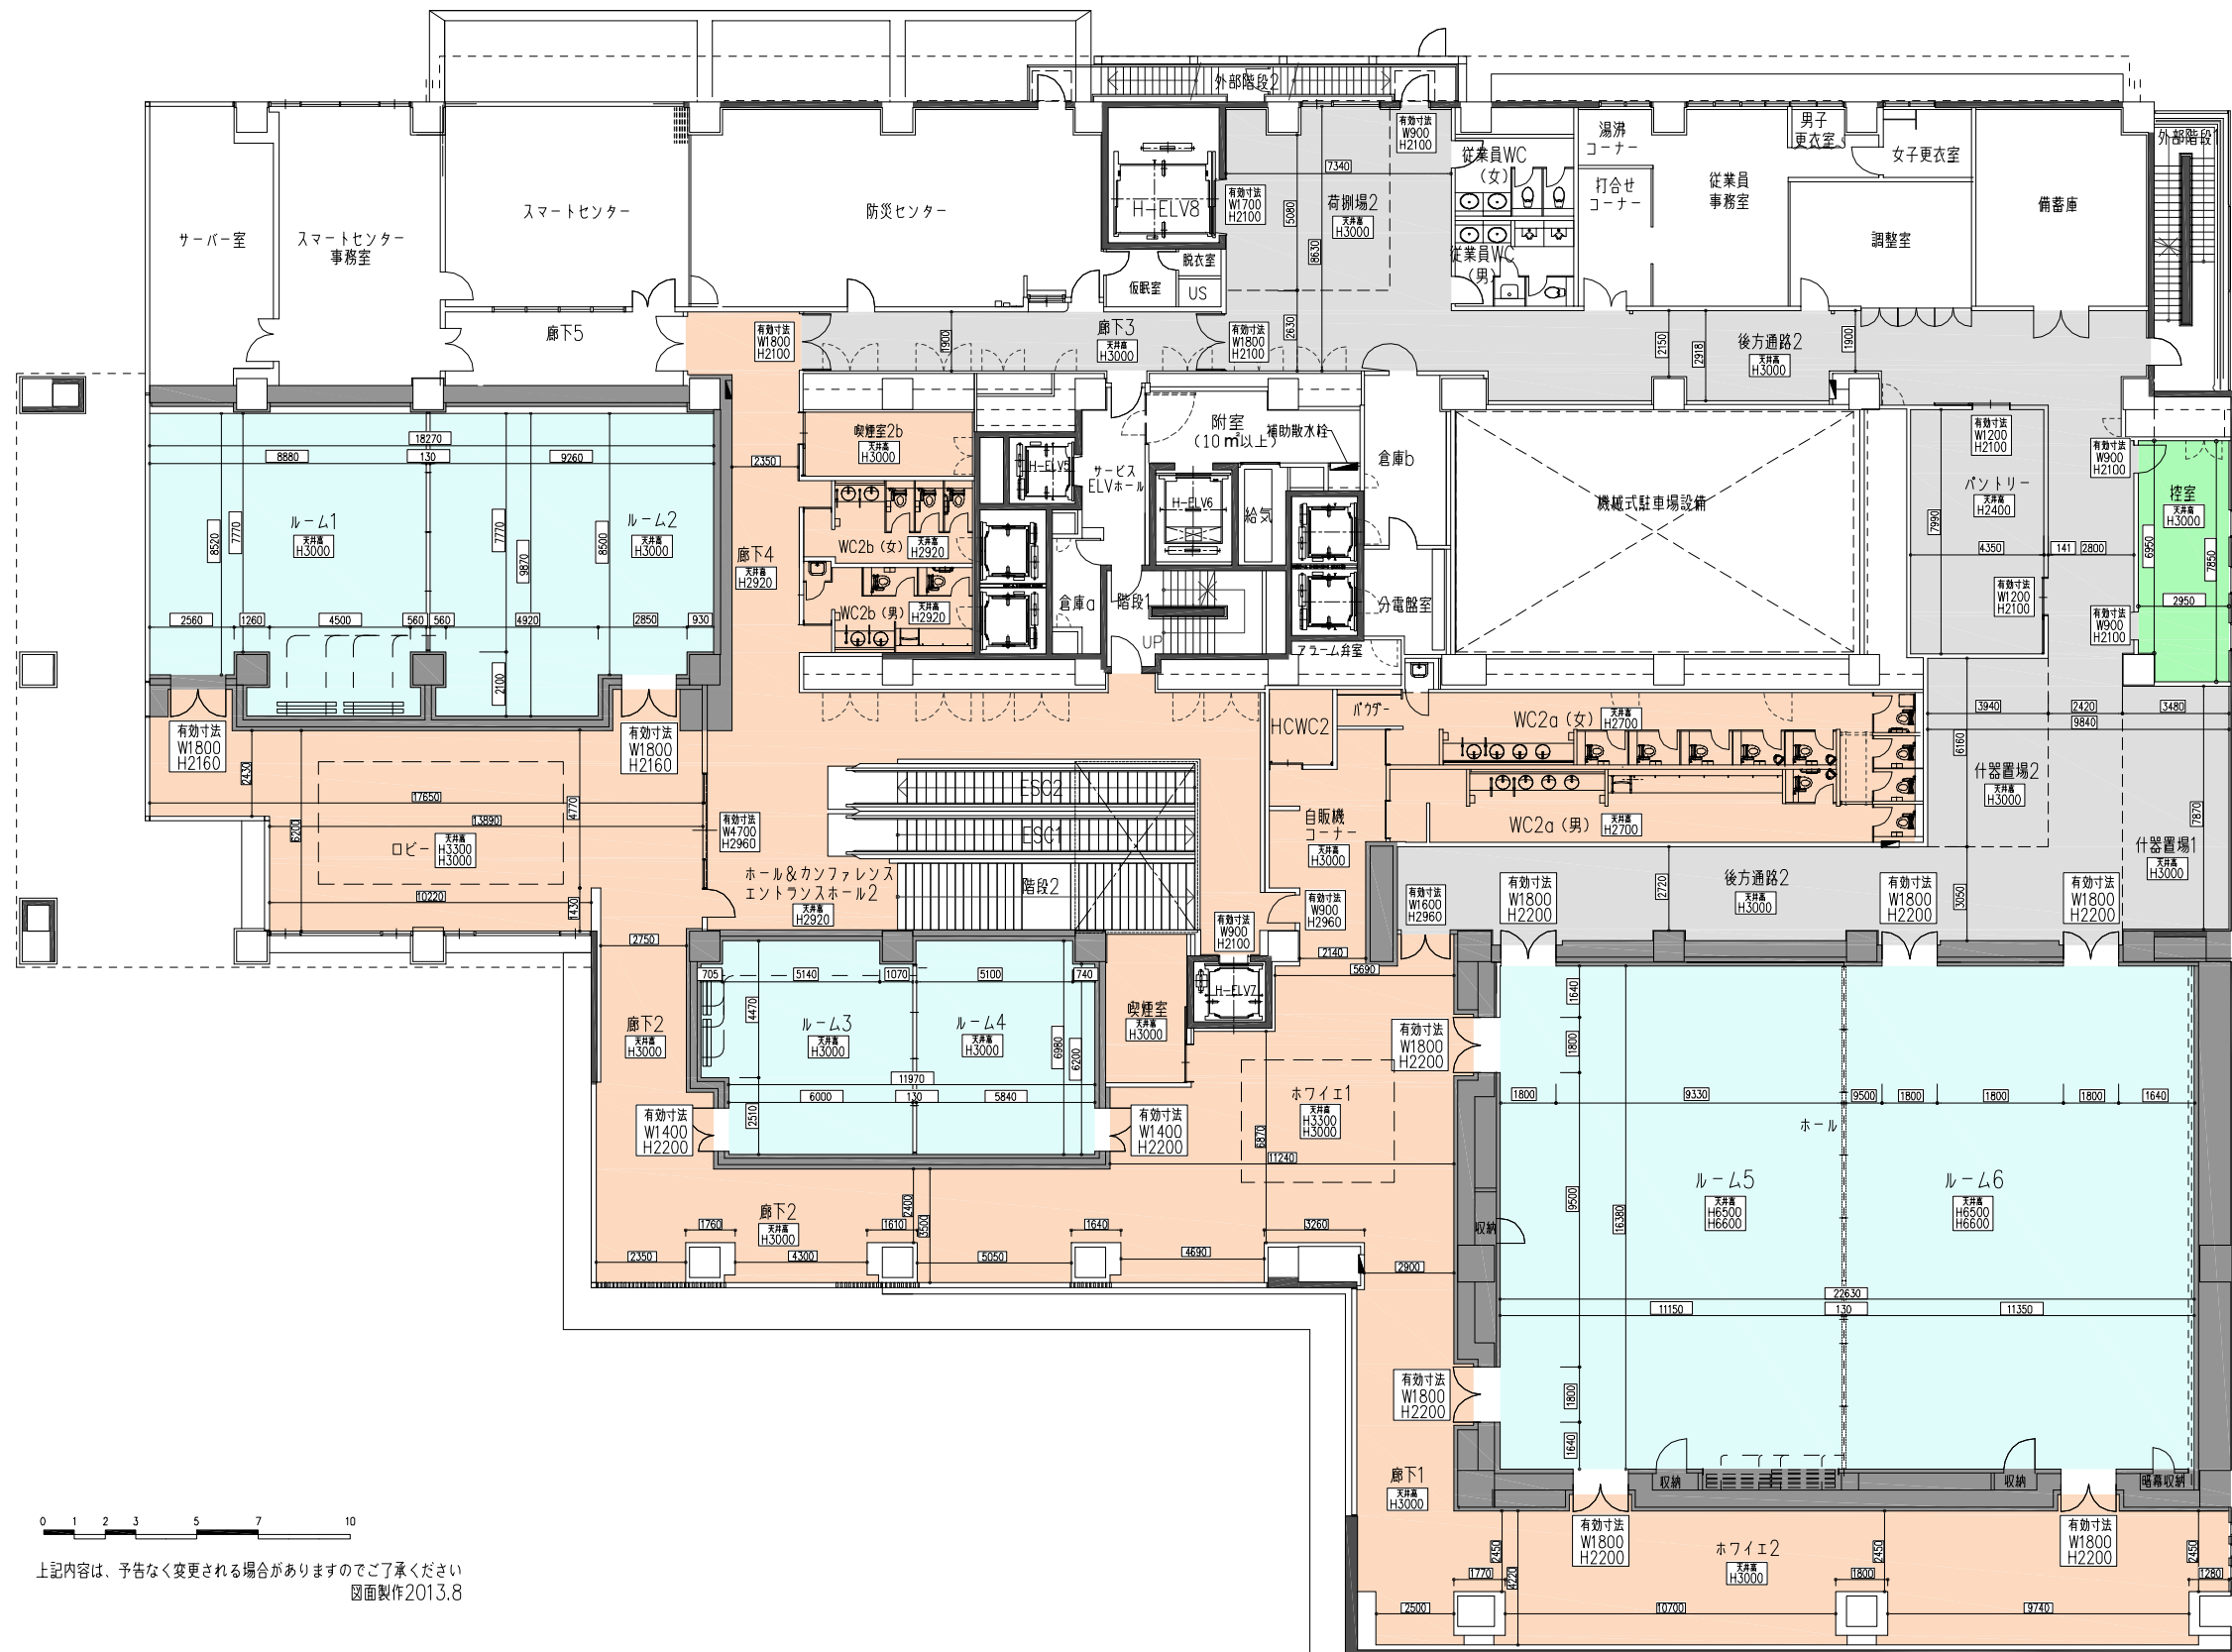 外部階段2
有効寸法
W900
H2100
従業員WC
(女)
湯沸
コーナー
男子
更衣室
女子更衣室
外部階段1
サーバー室
スマートセンター
事務室
スマートセンター
防災センター
H-ELV8
有効寸法
W1700
H2100
7340
5080
8630
荷捌場2
天井高
H3000
打合せ
コーナー
従業員
事務室
調整室
備蓄庫
脱衣室
仮眠室
US
従業員WC
(男)
廊下5
有効寸法
W1800
H2100
1900
廊下3
天井高
H3000
有効寸法
W1800
H2100
2630
2150
2918
後方通路2
天井高
H3000
1900
18270
8880
130
9260
8520
7770
ルーム1
天井高
H3000
7770
9870
8500
ルーム2
天井高
H3000
2560
1260
4500
560
560
4920
2850
930
2100
2350
廊下4
天井高
H2920
喫煙室2b
天井高
H3000
WC2b (女)
天井高
H2920
WC2b (男)
天井高
H2920
H-ELV5
サービス
ELVホール
附室
(10㎡以上)
補助散水栓
H-ELV6
給気
倉庫b
倉庫a
階段1
UP
分電盤室
アラーム弁室
機械式駐車場設備
有効寸法
W1200
H2100
パントリー
天井高
H2400
7990
4350
141
2800
有効寸法
W1200
H2100
有効寸法
W900
H2100
有効寸法
W900
H2100
控室
天井高
H3000
6950
7850
2950
有効寸法
W1800
H2160
有効寸法
W1800
H2160
2430
17650
13890
4770
6200
ロビー
天井高
H3300
H3000
10220
1430
有効寸法
W4700
H2960
ESC2
ESC1
階段2
ホール&カンファレンス
エントランスホール2
天井高
H2920
HCWC2
パウダー
WC2a (女)
天井高
H2700
WC2a (男)
天井高
H2700
自販機
コーナー
天井高
H3000
3940
2420
3480
9840
6160
什器置場2
天井高
H3000
7870
什器置場1
天井高
H3000
有効寸法
W900
H2960
有効寸法
W1600
H2960
有効寸法
W1800
H2200
2720
後方通路2
天井高
H3000
有効寸法
W1800
H2200
3050
有効寸法
W1800
H2200
有効寸法
W900
H2100
H-ELV7
2140
5690
2750
705
5140
1070
5100
740
4470
廊下2
天井高
H3000
ルーム3
天井高
H3000
ルーム4
天井高
H3000
6980
6200
喫煙室
天井高
H3000
11970
6000
130
5840
2510
有効寸法
W1400
H2200
有効寸法
W1400
H2200
有効寸法
W1800
H2200
ホワイエ1
天井高
H3300
H3000
6870
11240
1640
1800
1800
9330
9500
1800
1800
1800
1640
ホール
9500
16380
ルーム5
天井高
H6500
H6600
ルーム6
天井高
H6500
H6600
収納
廊下2
天井高
H3000
2400
3500
1760
1610
1640
3260
2350
4300
5050
4690
2900
22630
11150
130
11350
有効寸法
W1800
H2200
1800
1640
廊下1
天井高
H3000
収納
収納
暗幕収納
有効寸法
W1800
H2200
ホワイエ2
天井高
H3000
有効寸法
W1800
H2200
2450
4220
2450
2450
1770
1800
1280
2500
10700
9740
0 1 2 3 5 7 10
上記内容は、予告なく変更される場合がありますのでご了承ください
図面製作2013.8